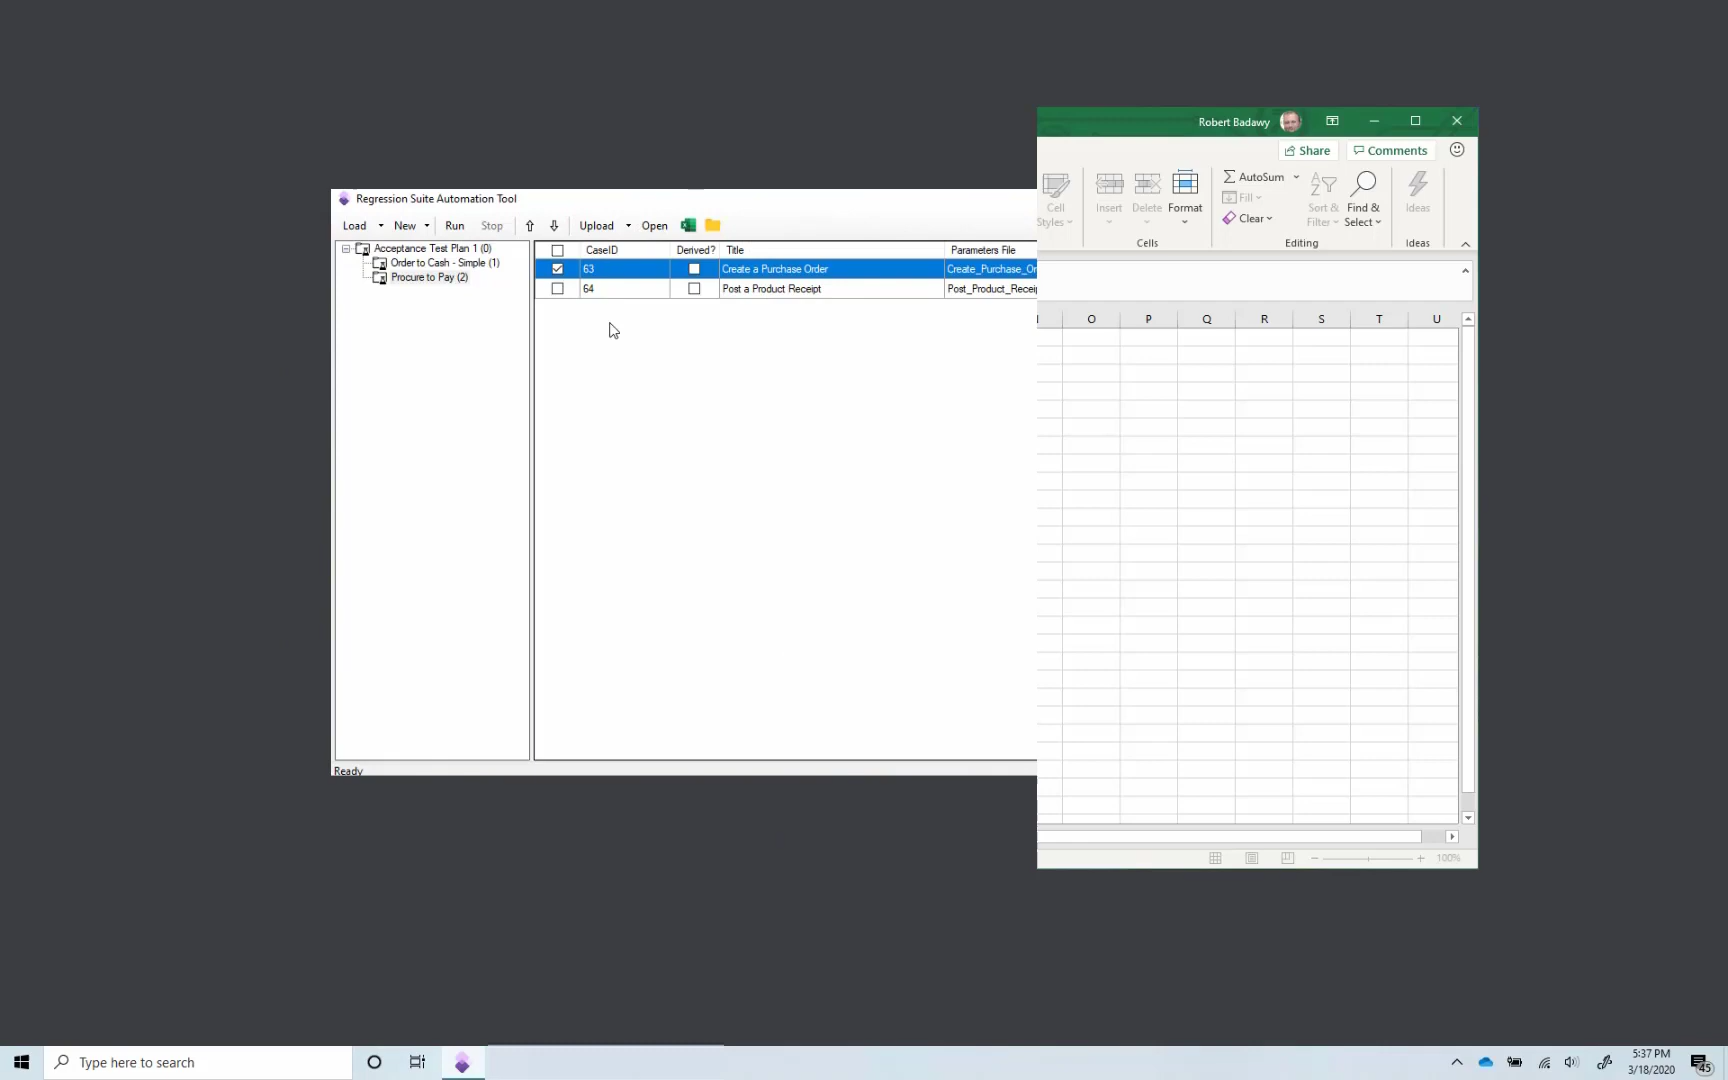 Robert Badawy
Share
Comments
Cell
Styles
Insert
Delete
Format
Cells
AutoSum
Fill
Clear
Sort &
Filter
Find &
Select
Editing
Ideas
Ideas
Regression Suite Automation Tool
Load
New
Run
Stop
Upload
Open
Acceptance Test Plan 1 (0)
Order to Cash - Simple (1)
Procure to Pay (2)
CaseID
Derived?
Title
Parameters File
63
Create a Purchase Order
Create_Purchase_Or
64
Post a Product Receipt
Post_Product_Recei
O
P
Q
R
S
T
U
Ready
100%
Type here to search
5:37 PM
3/18/2020
45